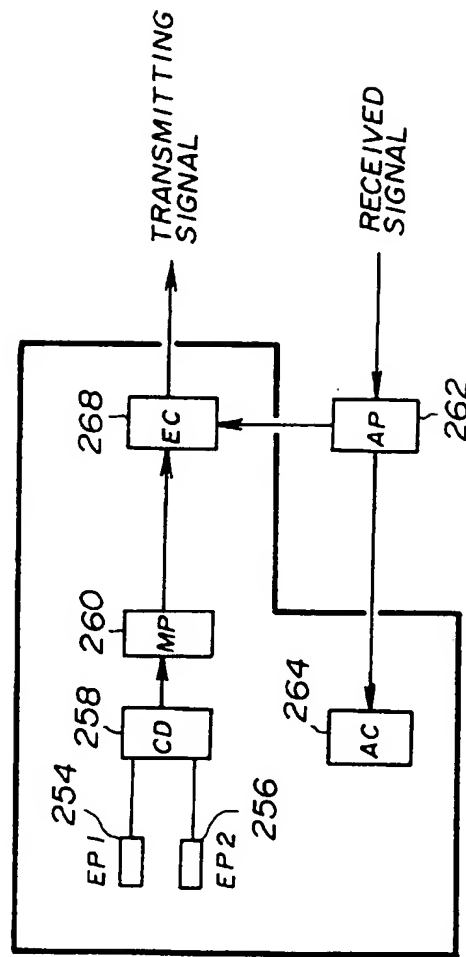 EP1
254
EP2
256
258
CD
260
MP
268
EC
TRANSMITTING
SIGNAL
264
AC
AP
262
RECEIVED
SIGNAL